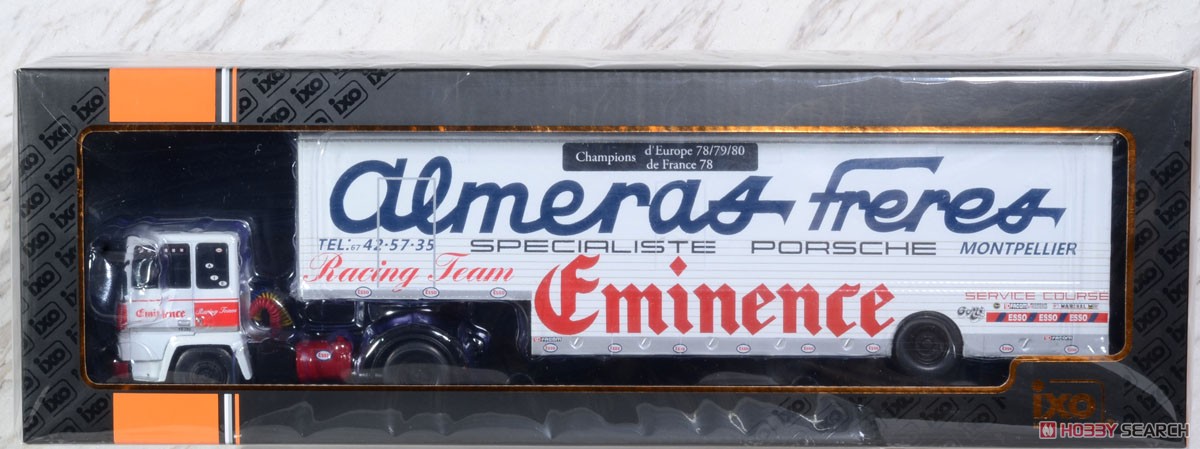 ixo
Champions d'Europe 78/79/80
de France 78
almeras freres
TEL:67 42·57·35 SPECIALISTE PORSCHE MONTPELLIER
Racing Team
Eminence
Eminence Racing Team
SERVICE COURSE
ESSO ESSO ESSO
ixo
HOBBY SEARCH